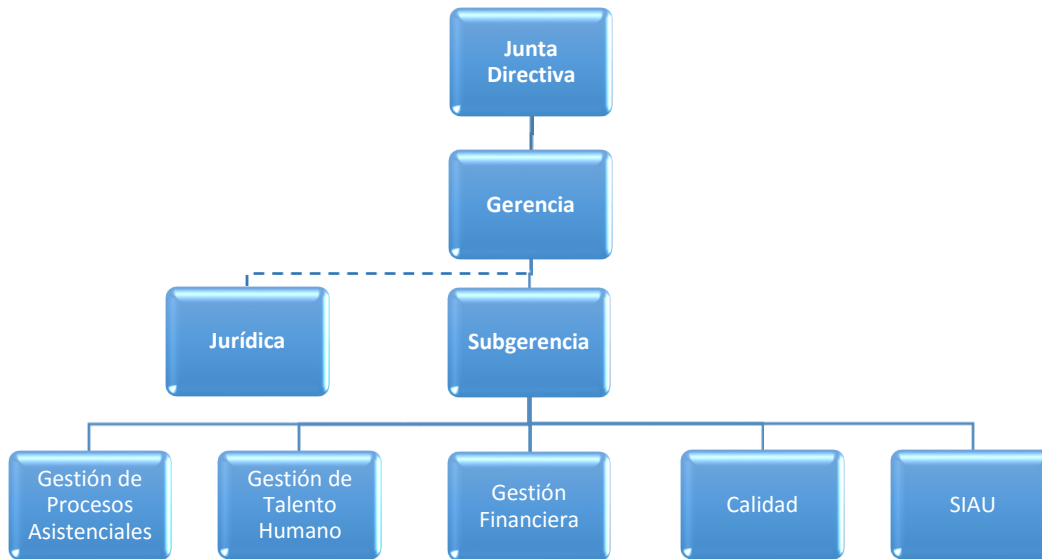 Junta
Directiva
Gerencia
Jurídica
Subgerencia
Gestión de
Procesos
Asistenciales
Gestión de
Talento
Humano
Gestión
Financiera
Calidad
SIAU